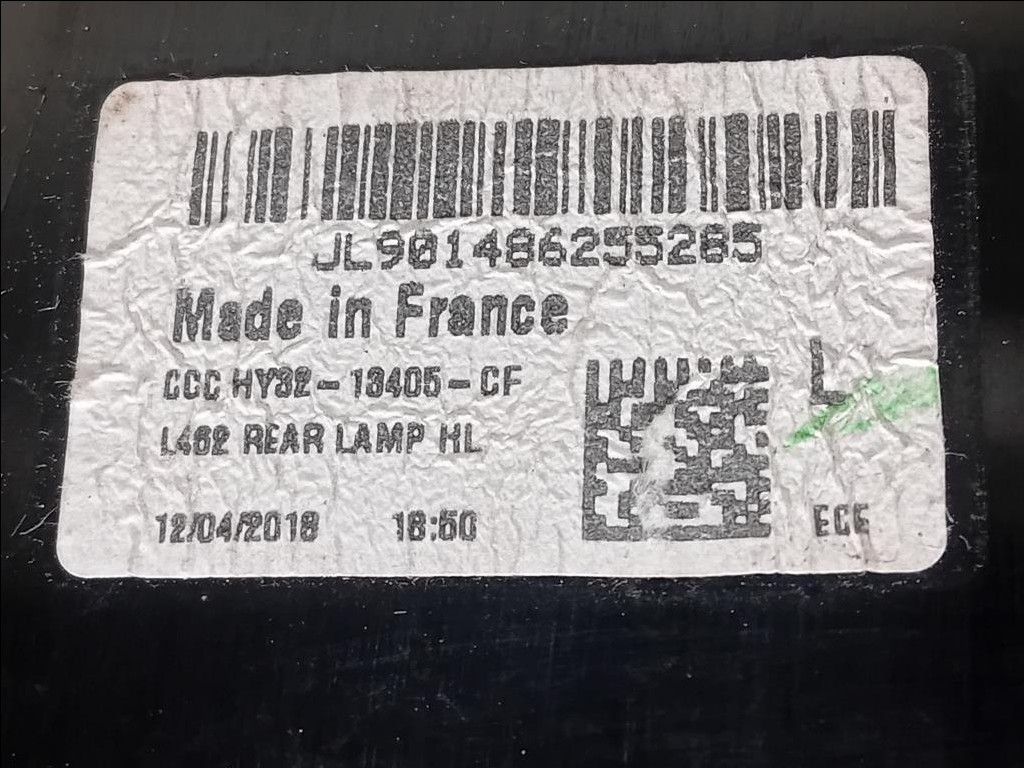 JL901486255285
Made in France
CCC HY32-13405-CF
L
L462 REAR LAMP HL
12/04/2018 16:50
ECE